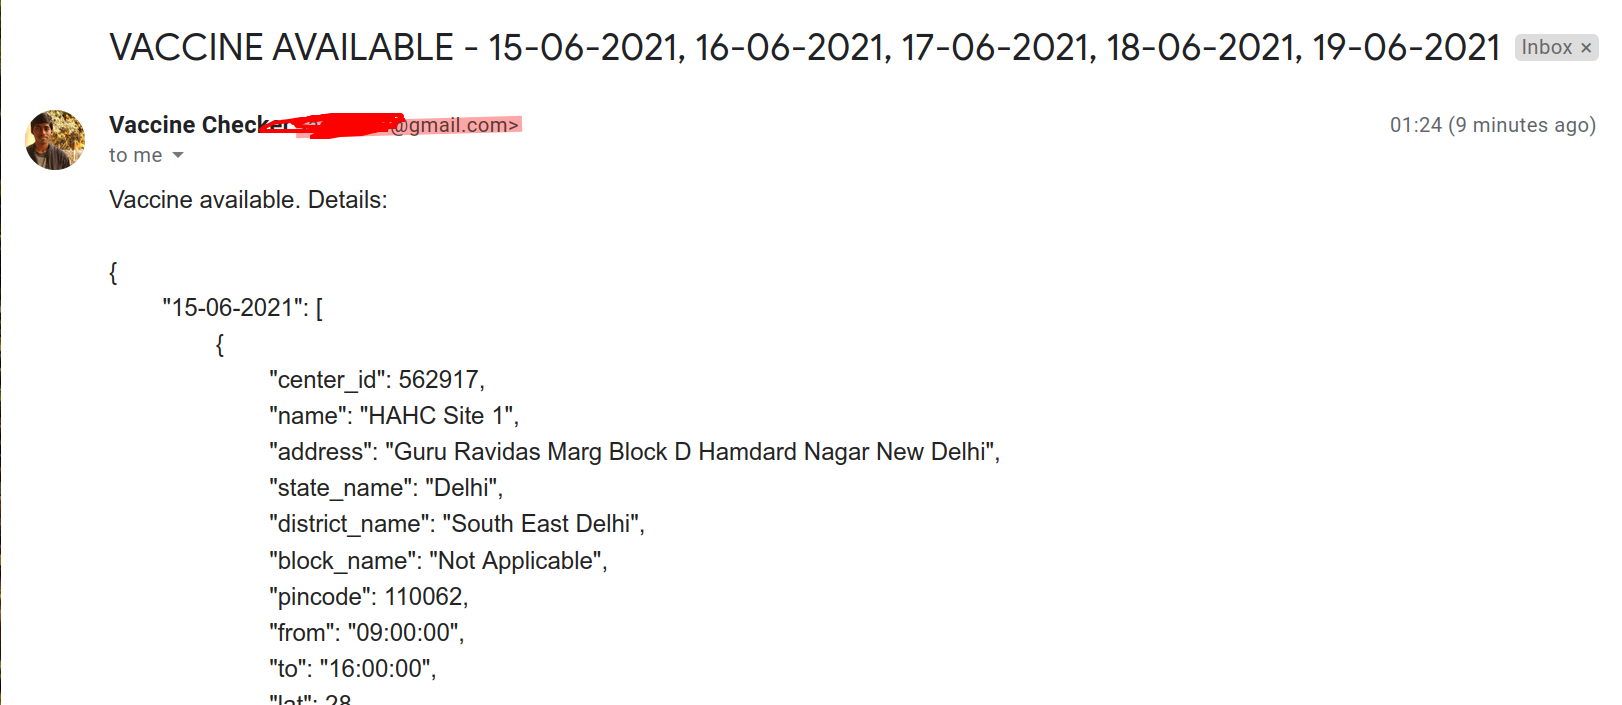 VACCINE AVAILABLE - 15-06-2021, 16-06-2021, 17-06-2021, 18-06-2021, 19-06-2021 Inbox ×
Vaccine Checker @gmail.com> 01:24 (9 minutes ago)
to me
Vaccine available. Details:
{
"15-06-2021": [
{
"center_id": 562917,
"name": "HAHC Site 1",
"address": "Guru Ravidas Marg Block D Hamdard Nagar New Delhi",
"state_name": "Delhi",
"district_name": "South East Delhi",
"block_name": "Not Applicable",
"pincode": 110062,
"from": "09:00:00",
"to": "16:00:00",
"lat": 28